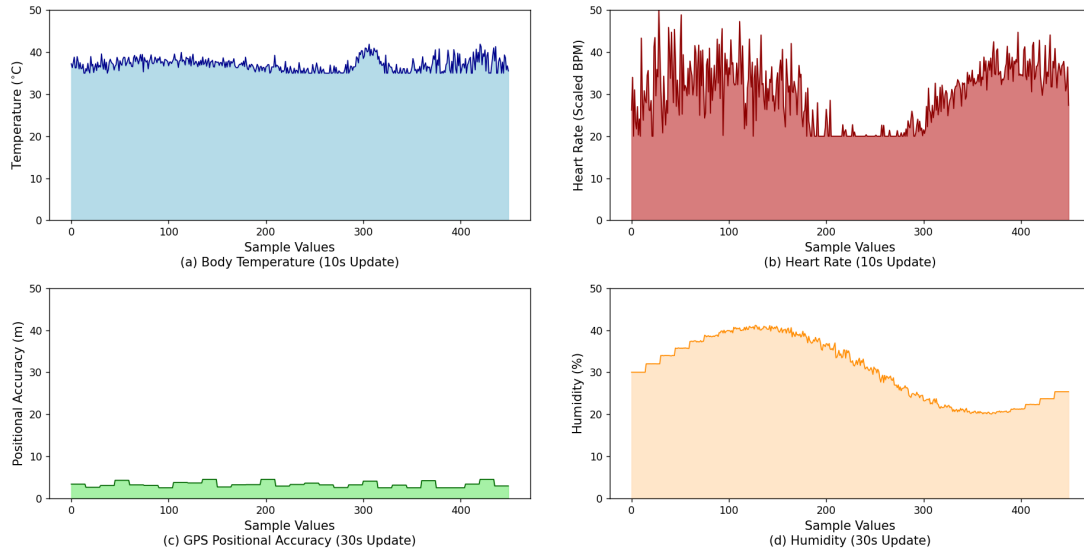 50
40
30
20
10
0
Temperature (°C)
0 100 200 300 400
Sample Values
(a) Body Temperature (10s Update)
50
40
30
20
10
0
Heart Rate (Scaled BPM)
0 100 200 300 400
Sample Values
(b) Heart Rate (10s Update)
50
40
30
20
10
0
Positional Accuracy (m)
0 100 200 300 400
Sample Values
(c) GPS Positional Accuracy (30s Update)
50
40
30
20
10
0
Humidity (%)
0 100 200 300 400
Sample Values
(d) Humidity (30s Update)